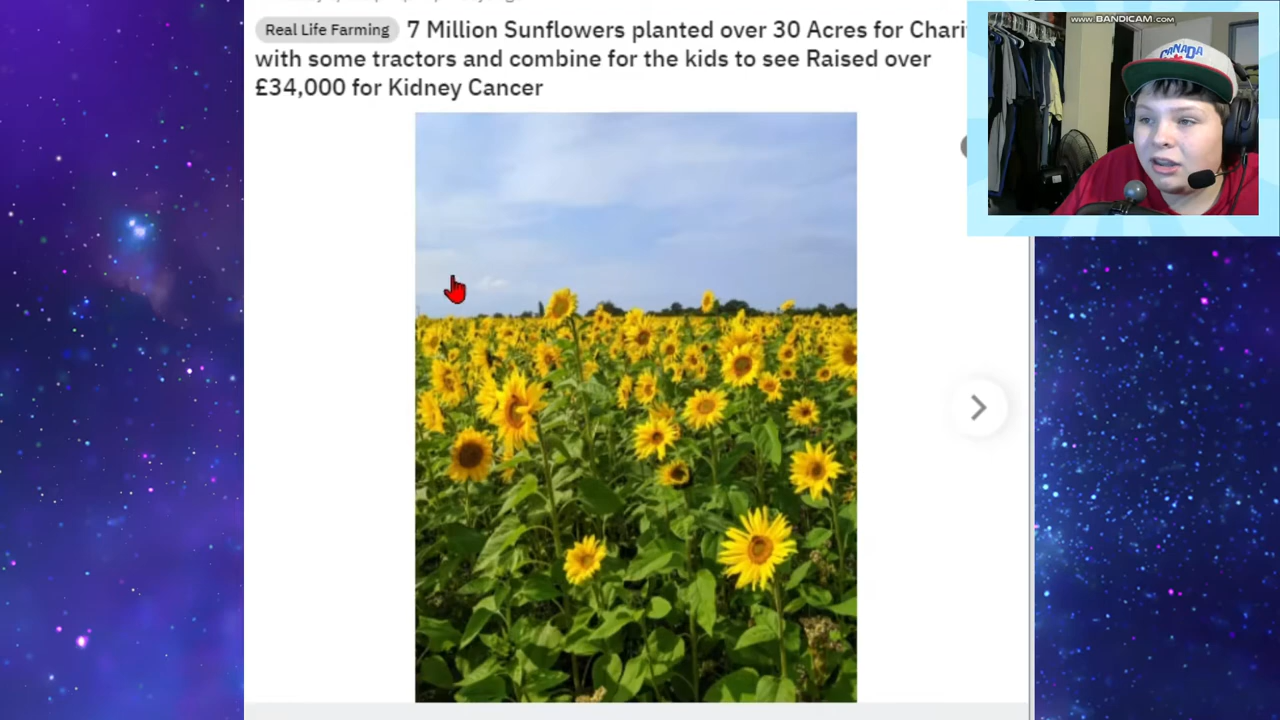 Real Life Farming 7 Million Sunflowers planted over 30 Acres for Chari
with some tractors and combine for the kids to see Raised over
£34,000 for Kidney Cancer
WWW.BANDICAM.COM
CANADA